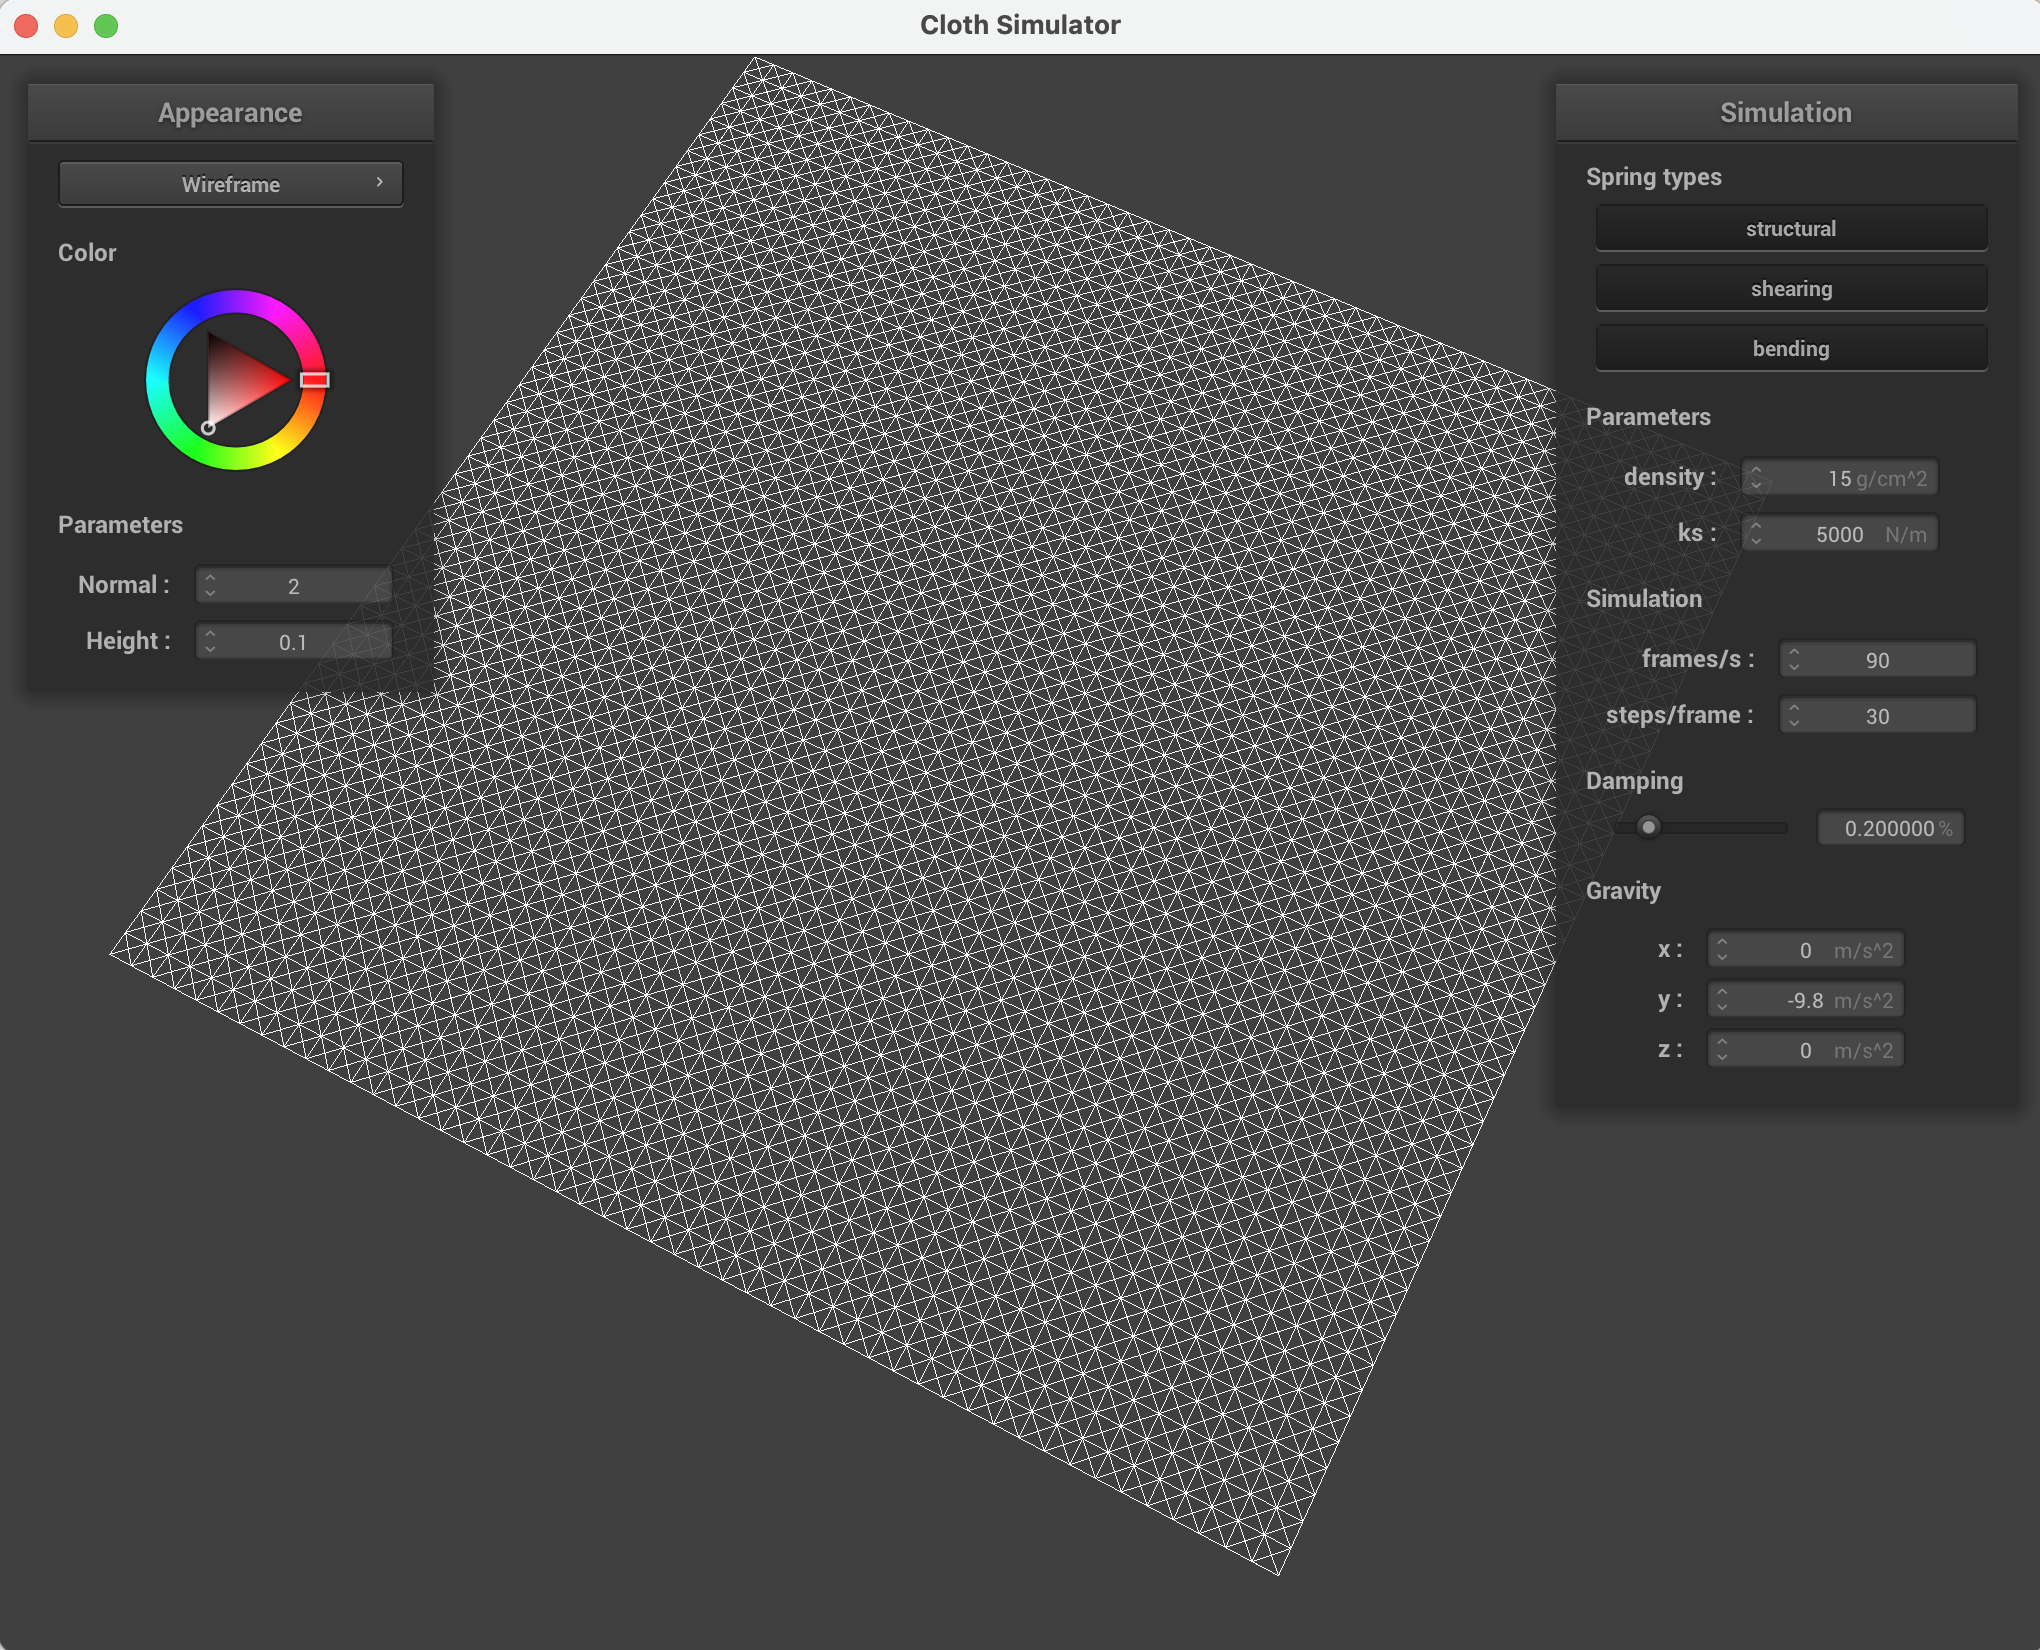 Cloth Simulator
Appearance
Wireframe
Color
Parameters
Normal : 2
Height : 0.1
Simulation
Spring types
structural
shearing
bending
Parameters
density : 15 g/cm^2
ks : 5000 N/m
Simulation
frames/s : 90
steps/frame : 30
Damping
0.200000 %
Gravity
x : 0 m/s^2
y : -9.8 m/s^2
z : 0 m/s^2